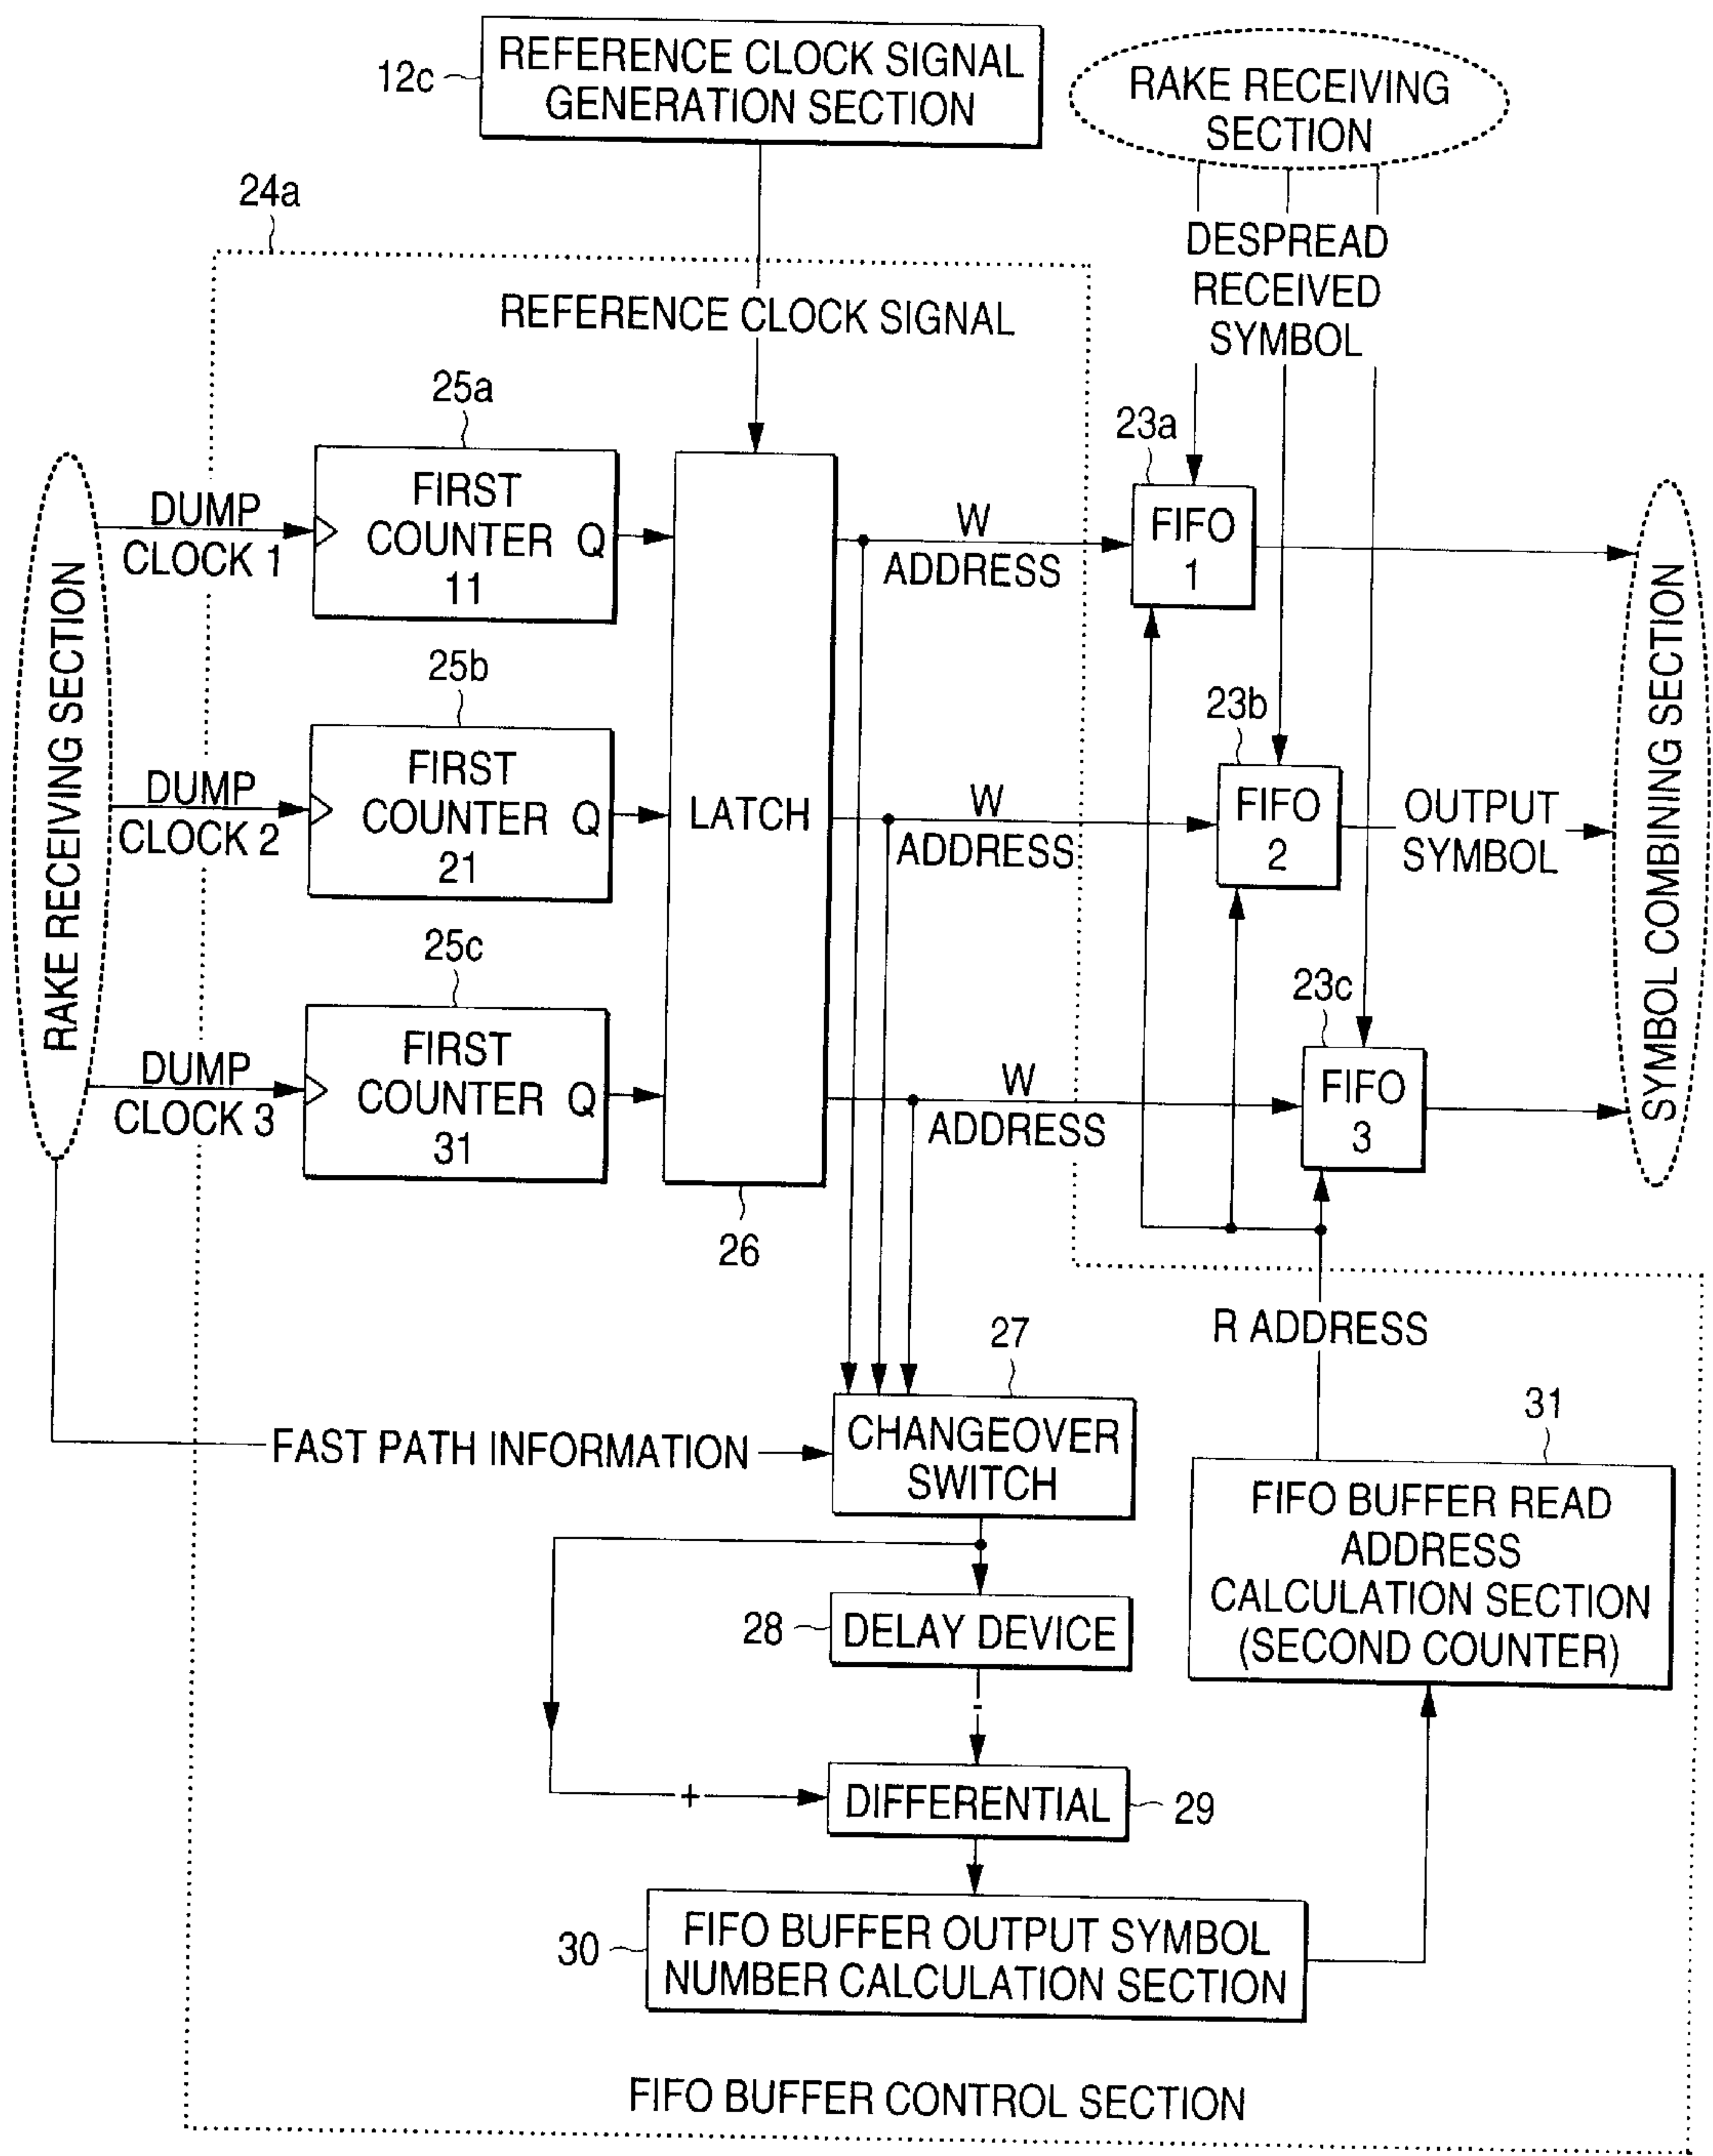 REFERENCE CLOCK SIGNAL
GENERATION SECTION
12c
RAKE RECEIVING
SECTION
24a
DESPREAD
RECEIVED
SYMBOL
REFERENCE CLOCK SIGNAL
25a
23a
FIRST
COUNTER Q
11
DUMP
CLOCK 1
W
ADDRESS
FIFO
1
RAKE RECEIVING SECTION
25b
23b
FIRST
COUNTER Q
21
DUMP
CLOCK 2
LATCH
W
ADDRESS
FIFO
2
OUTPUT
SYMBOL
SYMBOL COMBINING SECTION
25c
23c
FIRST
COUNTER Q
31
DUMP
CLOCK 3
W
ADDRESS
FIFO
3
26
R ADDRESS
27
31
FAST PATH INFORMATION
CHANGEOVER
SWITCH
FIFO BUFFER READ
ADDRESS
CALCULATION SECTION
(SECOND COUNTER)
28
DELAY DEVICE
-
+
DIFFERENTIAL
29
30
FIFO BUFFER OUTPUT SYMBOL
NUMBER CALCULATION SECTION
FIFO BUFFER CONTROL SECTION